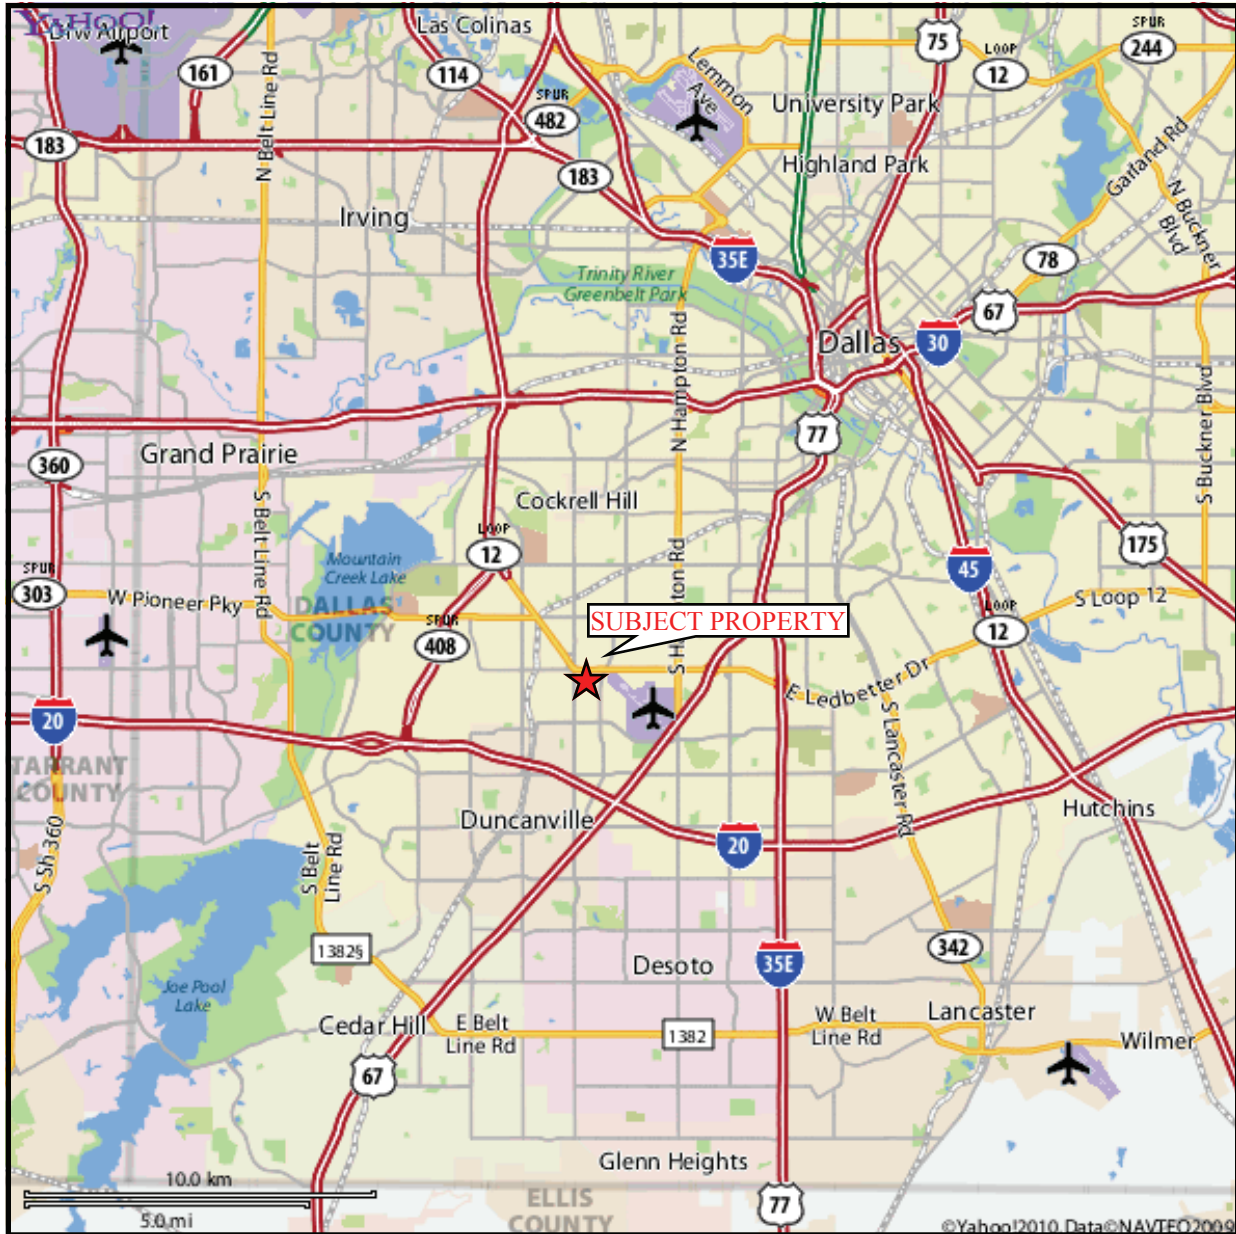 YAHOO!
Dfw Airport
Las Colinas
SPUR
244
75
LOOP
12
161
114
N Belt Line Rd
SPUR
482
Lemmon
Ave
University Park
183
183
Highland Park
Garland Rd
N Buckner
Blvd
Irving
35E
78
Trinity River
Greenbelt Park
67
N Hampton Rd
Dallas
30
77
S Buckner Blvd
360
Grand Prairie
S Belt Line Rd
Cockrell Hill
LOOP
12
175
Mountain
Creek Lake
45
SPUR
303
W Pioneer Pky
DALLAS
COUNTY
S Loop 12
LOOP
12
SPUR
408
SUBJECT PROPERTY
S Ha
ton Rd
E Ledbetter Dr
20
S Lancaster Rd
TARRANT
COUNTY
Hutchins
Duncanville
20
S Sh 360
S Belt
Line Rd
1382§
342
Desoto
35E
Joe Pool
Lake
Cedar Hill
E Belt
Line Rd
1382
W Belt
Line Rd
Lancaster
Wilmer
67
Glenn Heights
10.0 km
5.0 mi
ELLIS
COUNTY
77
©Yahoo!2010,Data©NAVTEQ2009